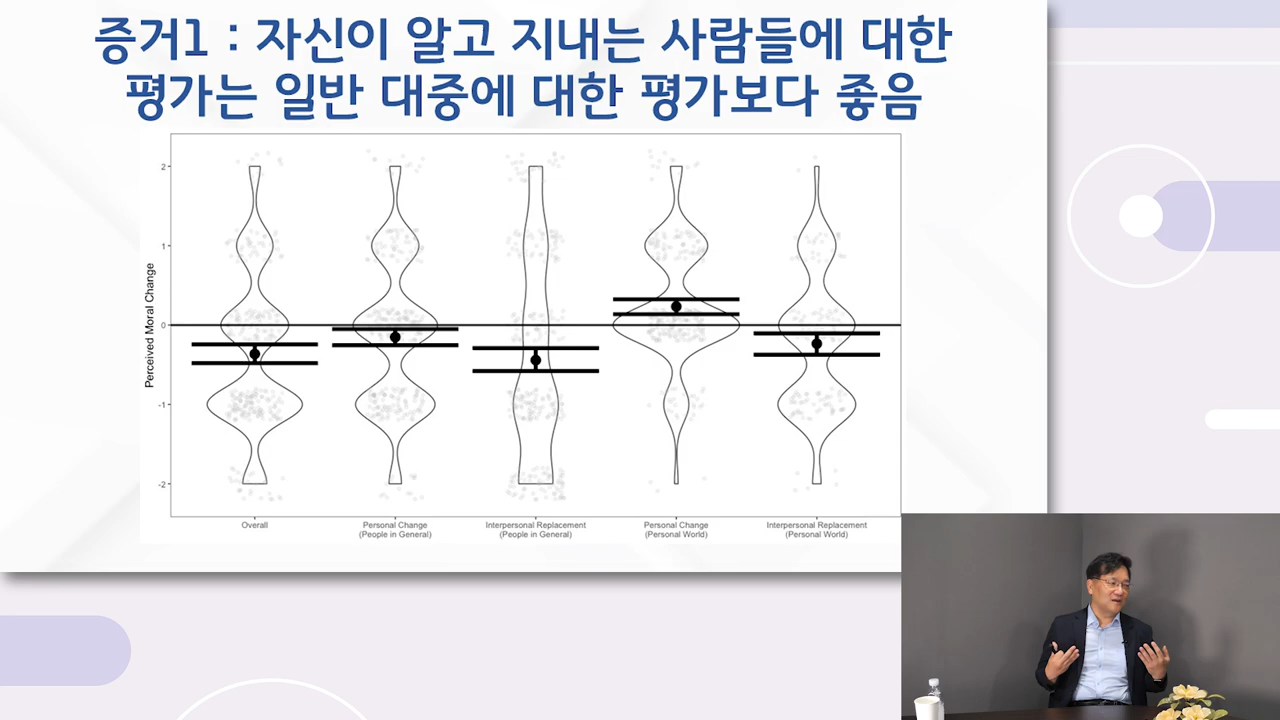 증거1 : 자신이 알고 지내는 사람들에 대한
평가는 일반 대중에 대한 평가보다 좋음
Perceived Moral Change
2
1
0
-1
-2
Overall
Personal Change
(People in General)
Interpersonal Replacement
(People in General)
Personal Change
(Personal World)
Interpersonal Replacement
(Personal World)